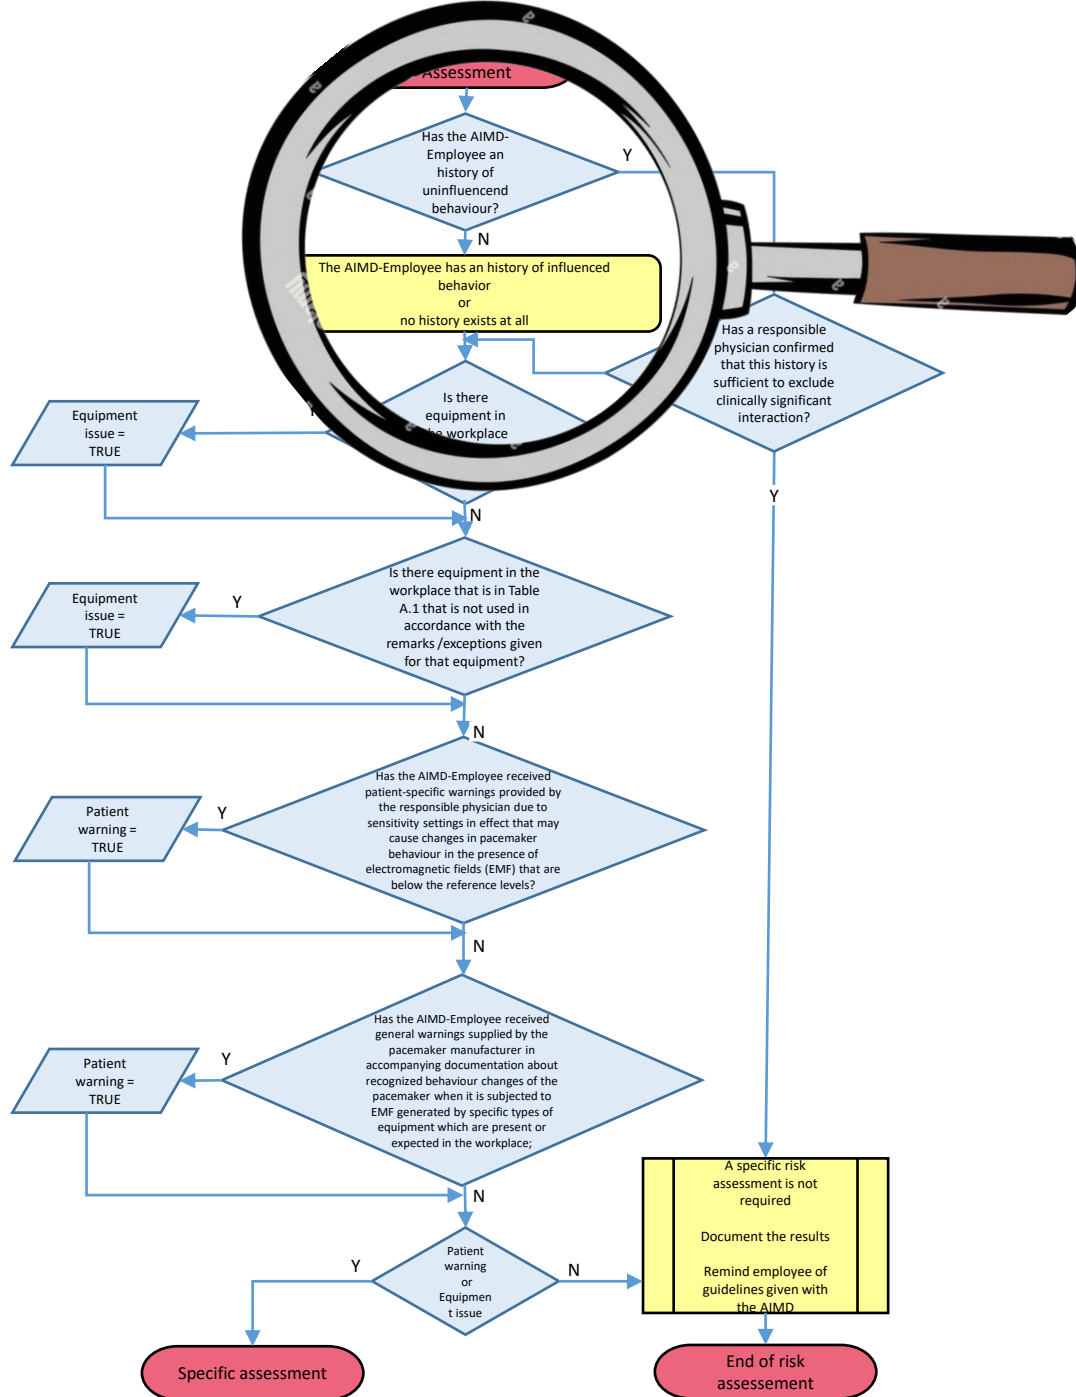 Assessment
Has the AIMD-
Employee an
history of
uninfluencend
behaviour?
Y
N
The AIMD-Employee has an history of influenced
behavior
or
no history exists at all
Has a responsible
physician confirmed
that this history is
sufficient to exclude
clinically significant
interaction?
Is there
equipment in
workplace
Equipment
issue =
TRUE
Y
N
Is there equipment in the
workplace that is in Table
A.1 that is not used in
accordance with the
remarks /exceptions given
for that equipment?
Y
Equipment
issue =
TRUE
N
Has the AIMD-Employee received
patient-specific warnings provided by
the responsible physician due to
sensitivity settings in effect that may
cause changes in pacemaker
behaviour in the presence of
electromagnetic fields (EMF) that are
below the reference levels?
Y
Patient
warning =
TRUE
N
Has the AIMD-Employee received
general warnings supplied by the
pacemaker manufacturer in
accompanying documentation about
recognized behaviour changes of the
pacemaker when it is subjected to
EMF generated by specific types of
equipment which are present or
expected in the workplace;
Y
Patient
warning =
TRUE
N
A specific risk
assessment is not
required
Document the results
Remind employee of
guidelines given with
the AIMD
Patient
warning
or
Equipmen
t issue
Y
N
Specific assessment
End of risk
assessement